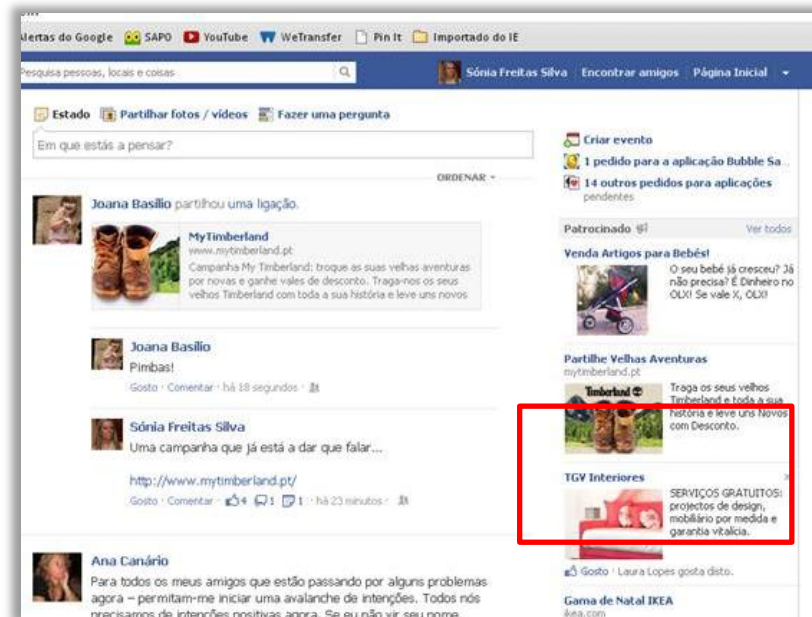 Alertas do Google SAPO YouTube WeTransfer Pin It Importado do IE
Pesquisa pessoas, locais e coisas
Sónia Freitas Silva Encontrar amigos Página Inicial
Estado Partilhar fotos / vídeos Fazer uma pergunta
Em que estás a pensar?
ORDENAR
Joana Basílio partilhou uma ligação.
MyTimberland
www.mytimberland.pt
Campanha My Timberland: troque as suas velhas aventuras
por novas e ganhe vales de desconto. Traga-nos os seus
velhos Timberland com toda a sua história e leve uns novos
Joana Basílio
Pimbas!
Gosto · Comentar · há 18 segundos ·
Sónia Freitas Silva
Uma campanha que já está a dar que falar...
http://www.mytimberland.pt/
Gosto · Comentar · 4 1 1 · há 23 minutos ·
Ana Canário
Para todos os meus amigos que estão passando por alguns problemas
agora – permitam-me iniciar uma avalanche de intenções. Todos nós
precisamos de intenções positivas agora. Se eu não vir seu nome
Criar evento
1 pedido para a aplicação Bubble Sa...
14 outros pedidos para aplicações
pendentes
Patrocinado Ver todos
Venda Artigos para Bebés!
O seu bebé já cresceu? Já
não precisa? É Dinheiro no
OLX! Se vale X, OLX!
Partilhe Velhas Aventuras
mytimberland.pt
Timberland
Traga os seus velhos
Timberland e toda a sua
história e leve uns Novos
com Desconto.
TGV Interiores
SERVIÇOS GRATUITOS:
projectos de design,
mobiliário por medida e
garantia vitalícia.
Gosto · Laura Lopes gosta disto.
Gama de Natal IKEA
ikea.com